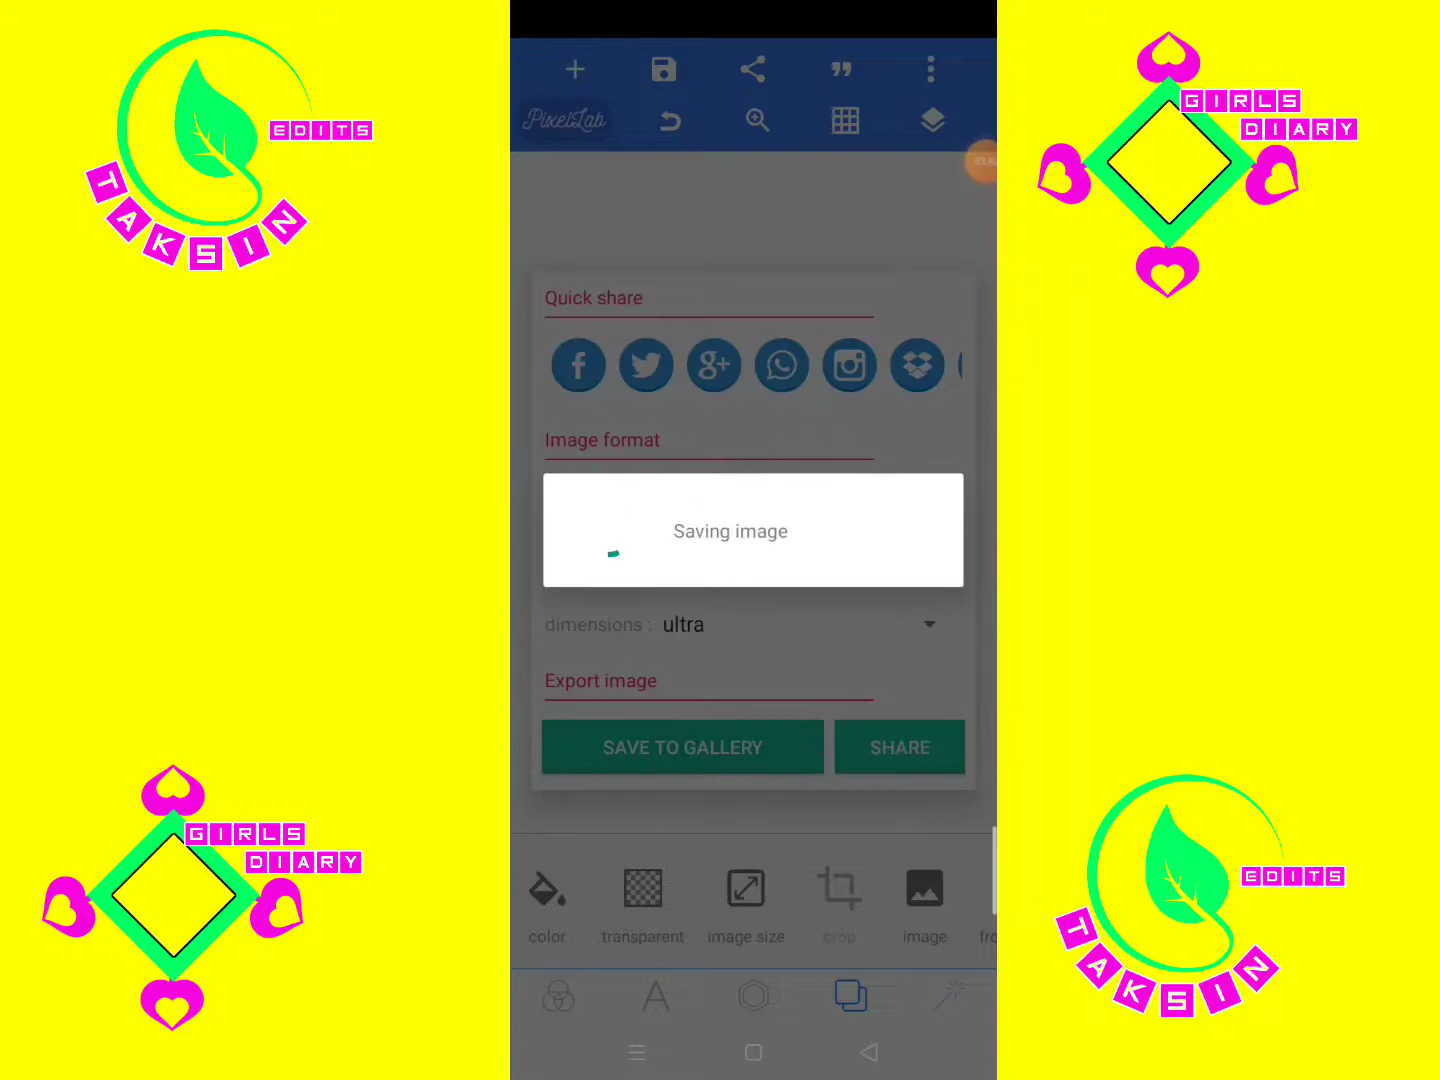 EDITS
TAKSIN
PixelLab
Quick share
Image format
Saving image
dimensions : ultra
Export image
SAVE TO GALLERY
SHARE
color
transparent
image size
crop
image
GIRLS
DIARY
GIRLS
DIARY
EDITS
TAKSIN